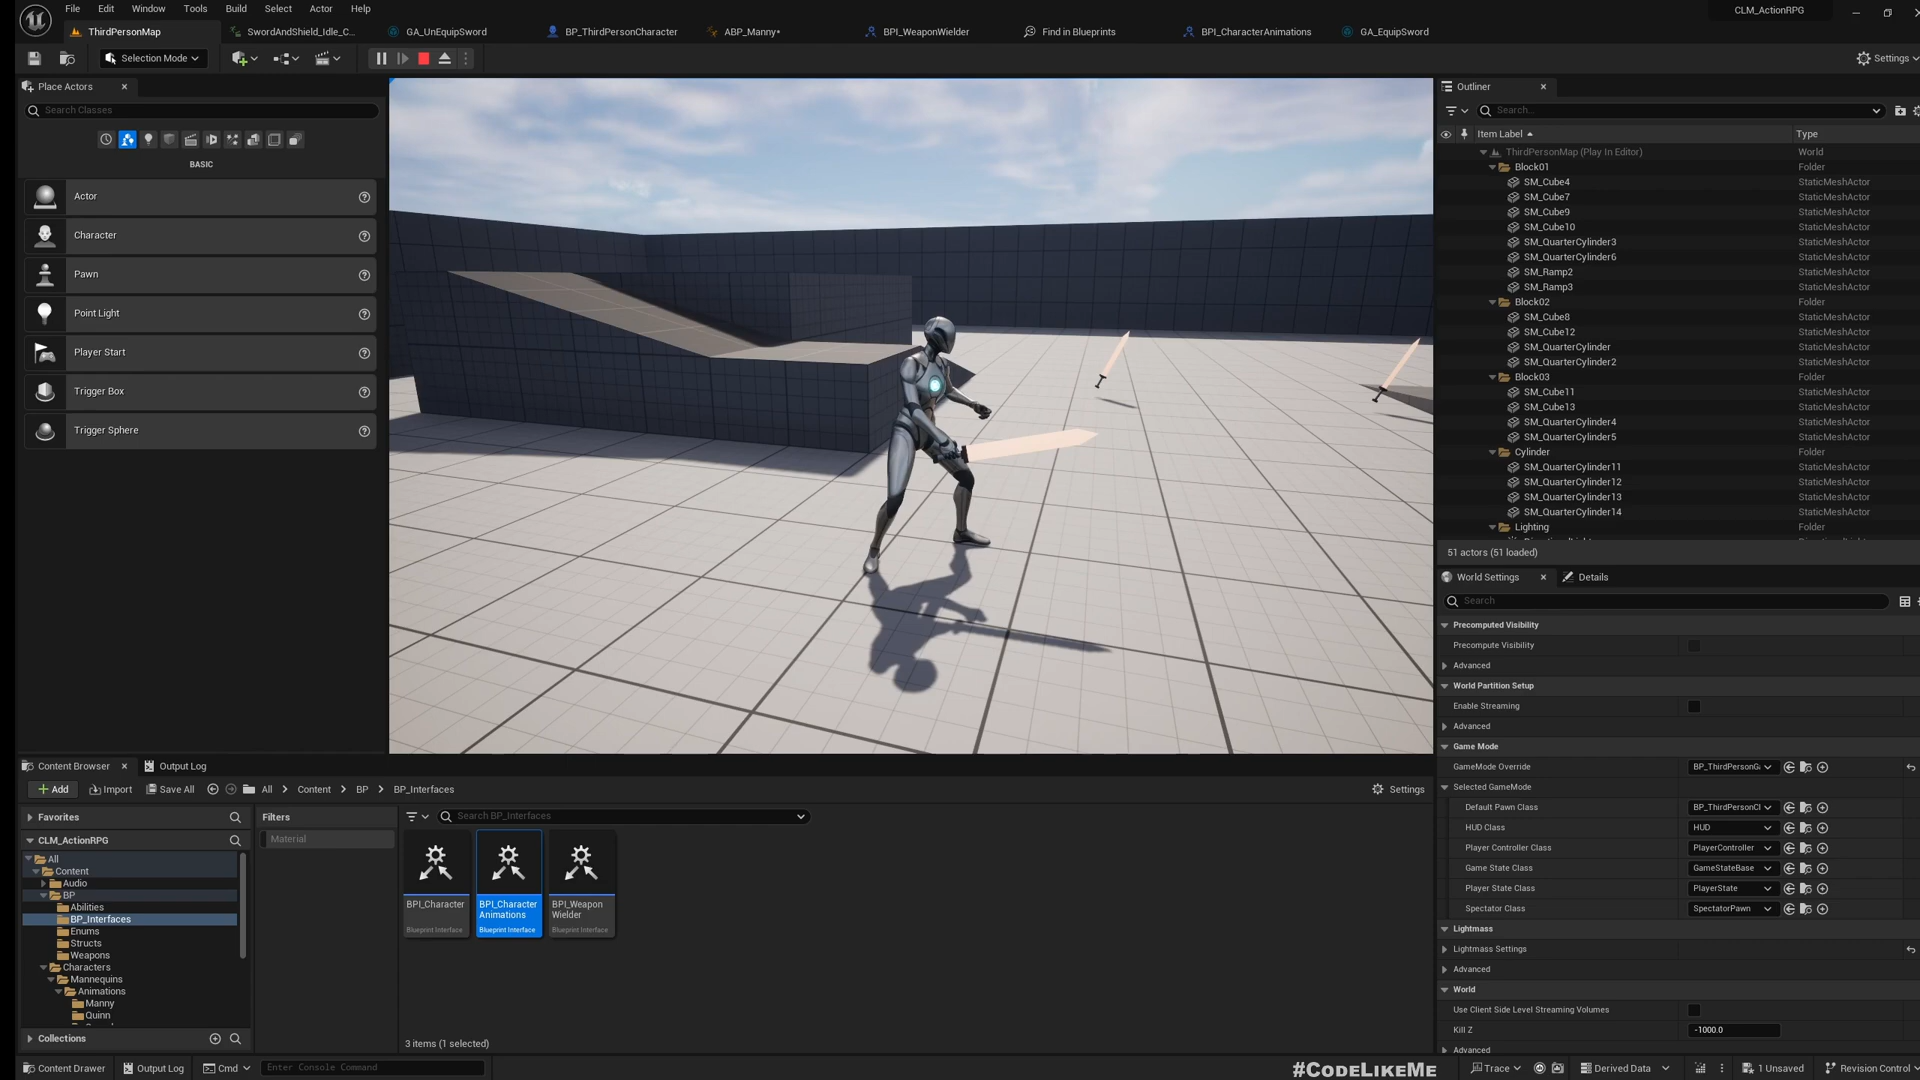 File Edit Window Tools Build Select Actor Help
CLM_ActionRPG
ThirdPersonMap
SwordAndShield_Idle_C...
GA_UnEquipSword
BP_ThirdPersonCharacter
ABP_Manny•
BPI_WeaponWielder
Find in Blueprints
BPI_CharacterAnimations
GA_EquipSword
Selection Mode
Settings
Place Actors
Search Classes
BASIC
Actor
Character
Pawn
Point Light
Player Start
Trigger Box
Trigger Sphere
Outliner
Search...
Item Label Type
ThirdPersonMap (Play In Editor) World
Block01 Folder
SM_Cube4 StaticMeshActor
SM_Cube7 StaticMeshActor
SM_Cube9 StaticMeshActor
SM_Cube10 StaticMeshActor
SM_QuarterCylinder3 StaticMeshActor
SM_QuarterCylinder6 StaticMeshActor
SM_Ramp2 StaticMeshActor
SM_Ramp3 StaticMeshActor
Block02 Folder
SM_Cube8 StaticMeshActor
SM_Cube12 StaticMeshActor
SM_QuarterCylinder StaticMeshActor
SM_QuarterCylinder2 StaticMeshActor
Block03 Folder
SM_Cube11 StaticMeshActor
SM_Cube13 StaticMeshActor
SM_QuarterCylinder4 StaticMeshActor
SM_QuarterCylinder5 StaticMeshActor
Cylinder Folder
SM_QuarterCylinder11 StaticMeshActor
SM_QuarterCylinder12 StaticMeshActor
SM_QuarterCylinder13 StaticMeshActor
SM_QuarterCylinder14 StaticMeshActor
Lighting Folder
51 actors (51 loaded)
World Settings
Details
Search
Precomputed Visibility
Precompute Visibility
Advanced
World Partition Setup
Enable Streaming
Advanced
Game Mode
GameMode Override BP_ThirdPersonG
Selected GameMode
Default Pawn Class BP_ThirdPersonCl
HUD Class HUD
Player Controller Class PlayerController
Game State Class GameStateBase
Player State Class PlayerState
Spectator Class SpectatorPawn
Lightmass
Lightmass Settings
Advanced
World
Use Client Side Level Streaming Volumes
Kill Z -1000.0
Advanced
Content Browser
Output Log
Add Import Save All All Content BP BP_Interfaces
Settings
Favorites
CLM_ActionRPG
All
Content
Audio
BP
Abilities
BP_Interfaces
Enums
Structs
Weapons
Characters
Mannequins
Animations
Manny
Quinn
Collections
Filters
Material
Search BP_Interfaces
BPI_Character
Blueprint Interface
BPI_Character
Animations
Blueprint Interface
BPI_Weapon
Wielder
Blueprint Interface
3 items (1 selected)
Content Drawer Output Log Cmd Enter Console Command
#CODELIKEME
Trace Derived Data 1 Unsaved Revision Control